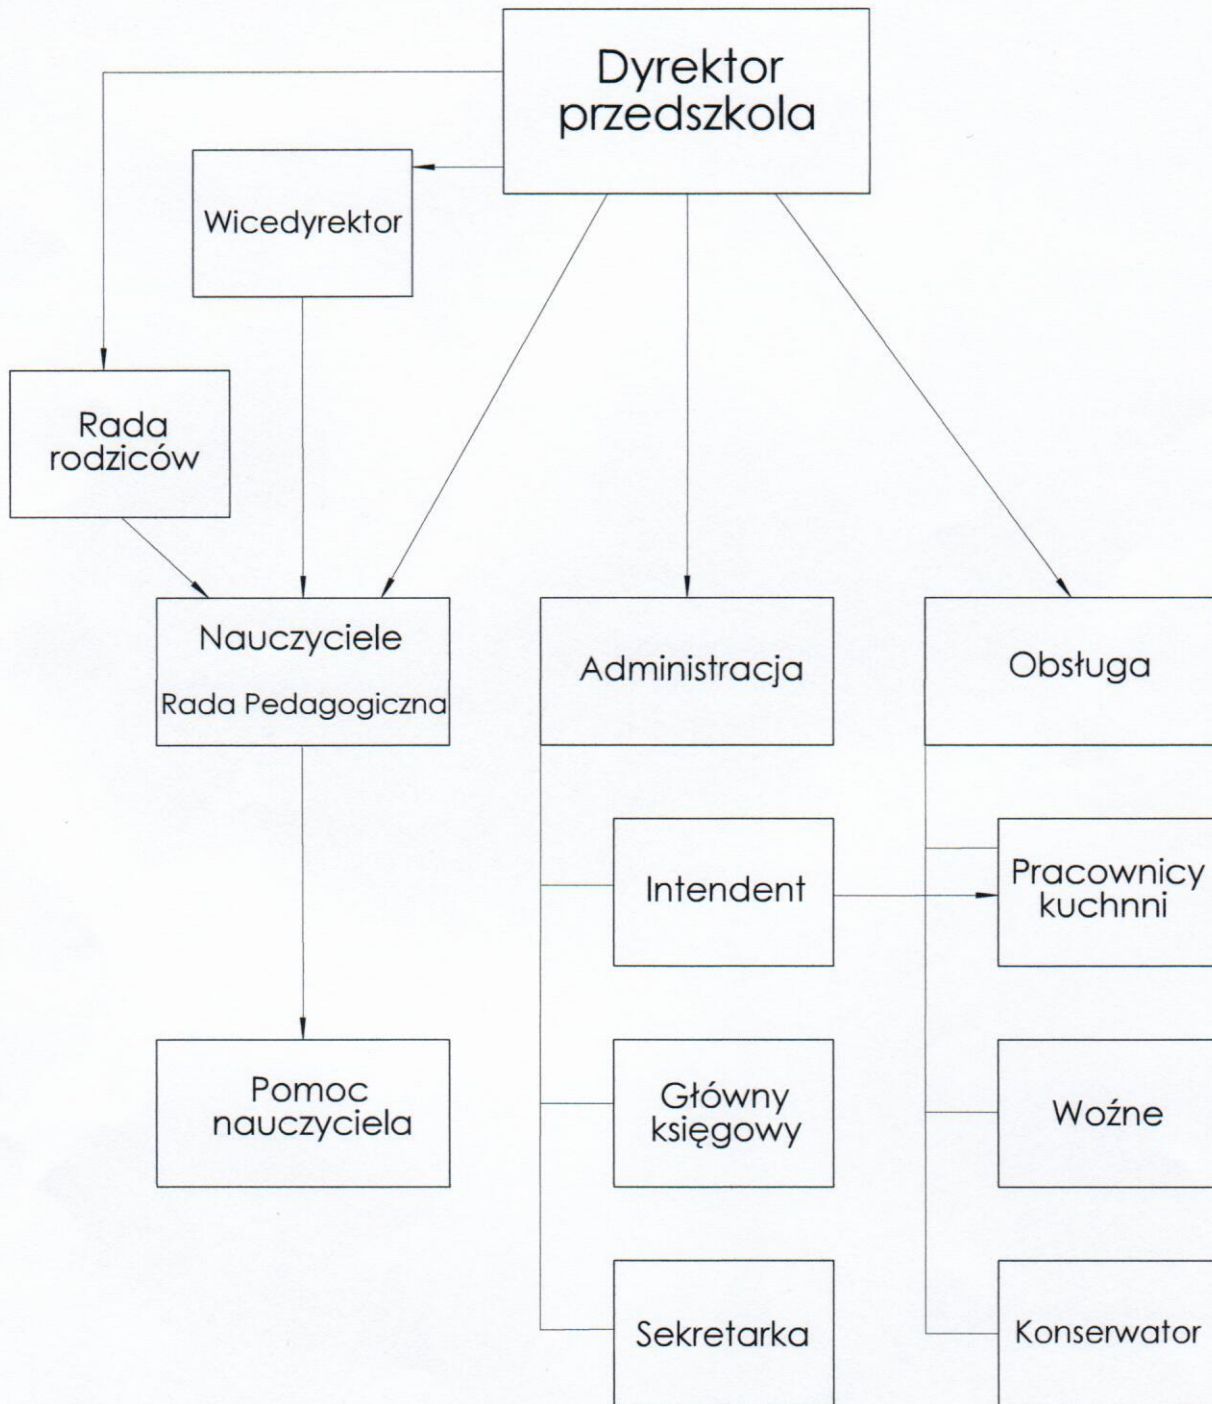 Dyrektor
przedszkola
Wicedyrektor
Rada
rodziców
Nauczyciele
Rada Pedagogiczna
Administracja
Obsługa
Intendent
Pracownicy
kuchnni
Pomoc
nauczyciela
Główny
księgowy
Woźne
Sekretarka
Konserwator